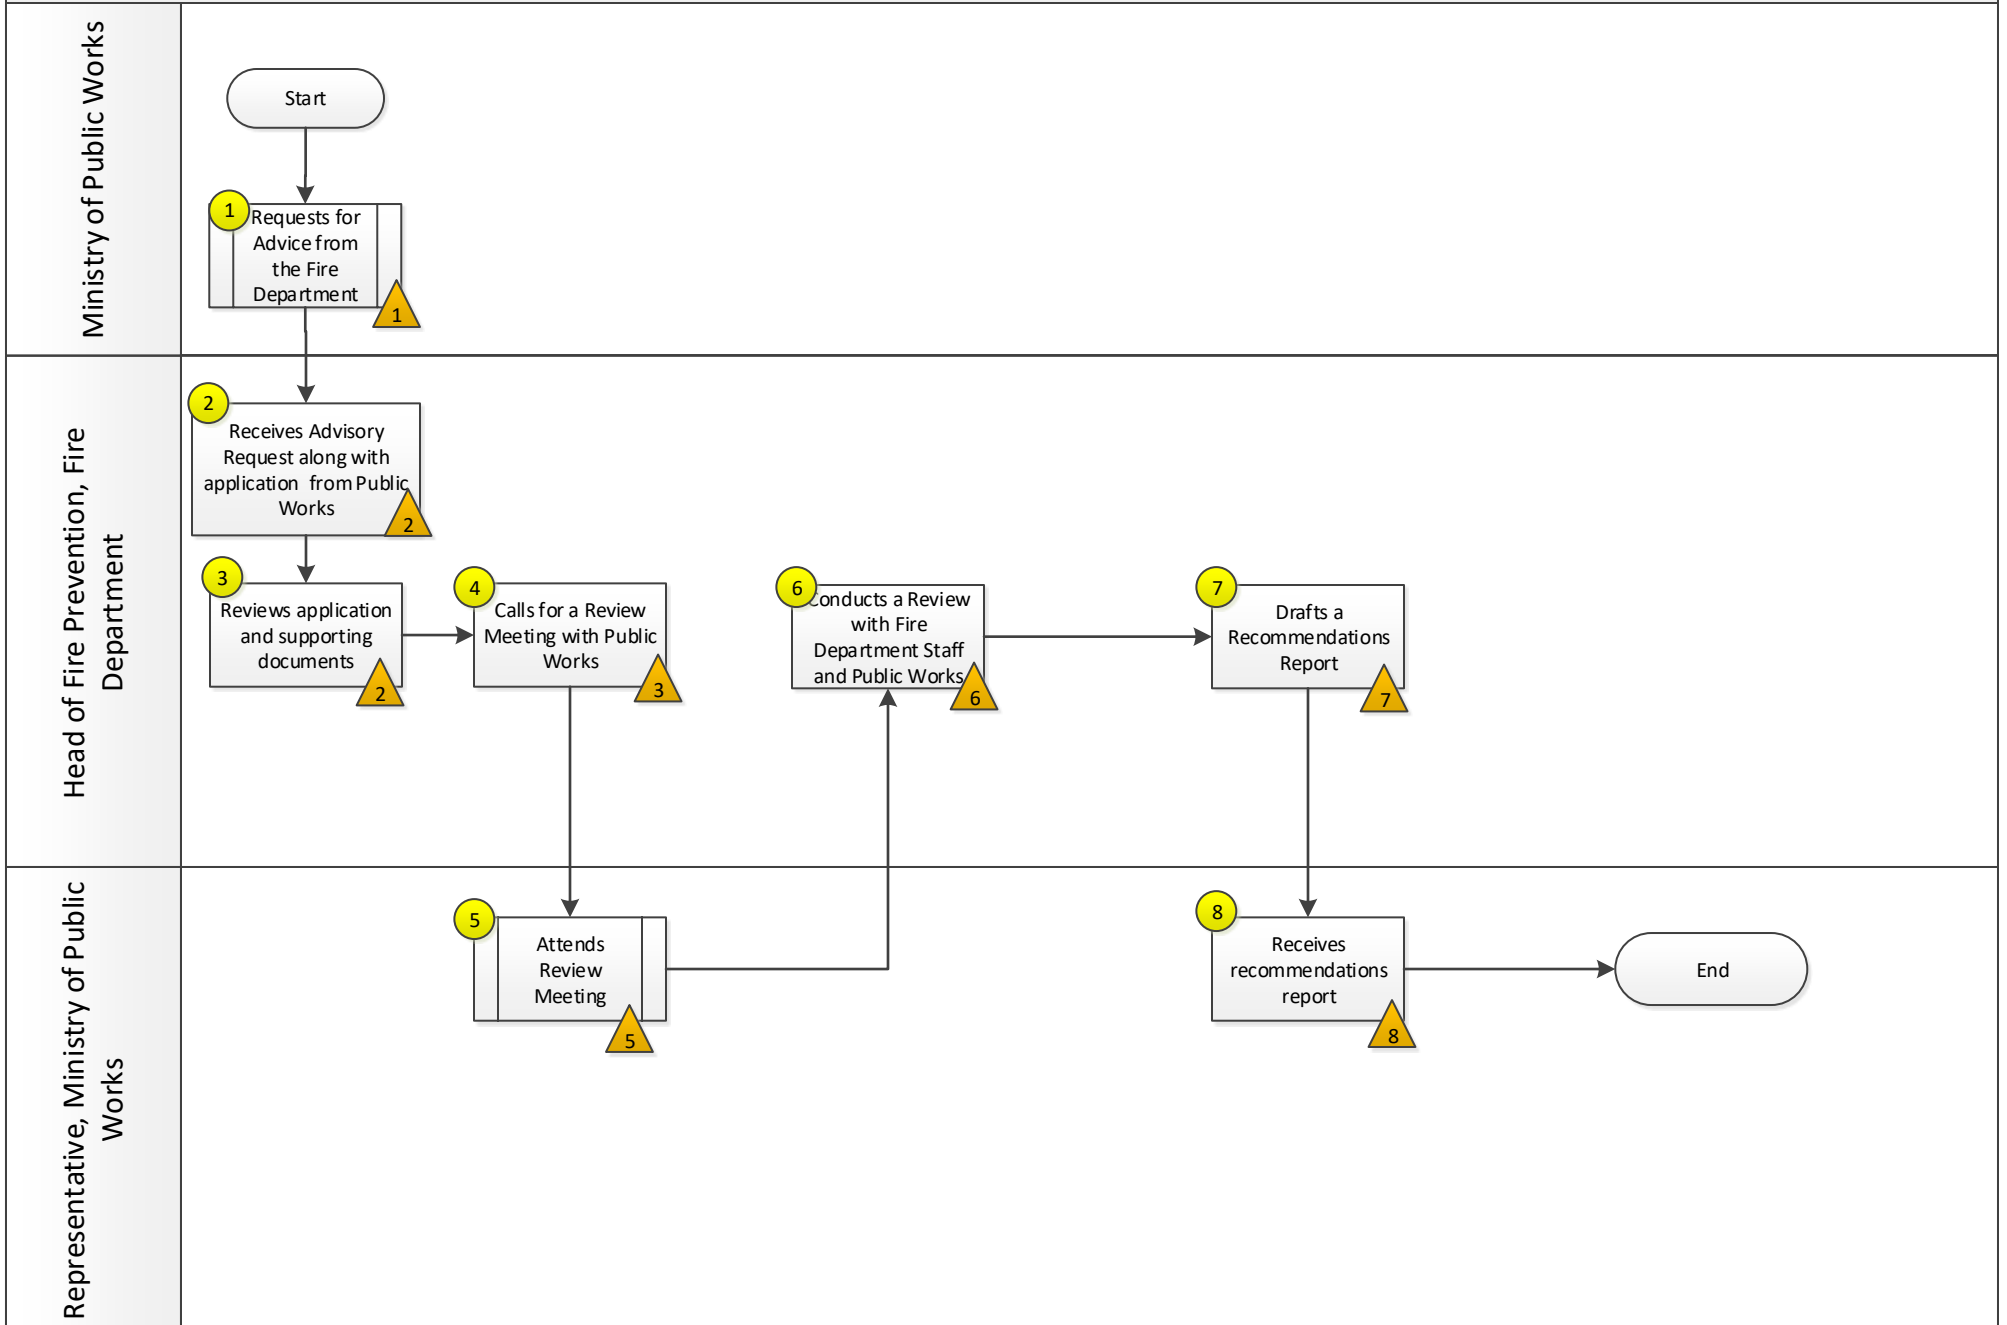 Ministry of Public Works
Start
1
Requests for
Advice from
the Fire
Department
1
Head of Fire Prevention, Fire
Department
2
Receives Advisory
Request along with
application from Public
Works
2
3
Reviews application
and supporting
documents
2
4
Calls for a Review
Meeting with Public
Works
3
6
Conducts a Review
with Fire
Department Staff
and Public Works
6
7
Drafts a
Recommendations
Report
7
Representative, Ministry of Public
Works
5
Attends
Review
Meeting
5
8
Receives
recommendations
report
8
End